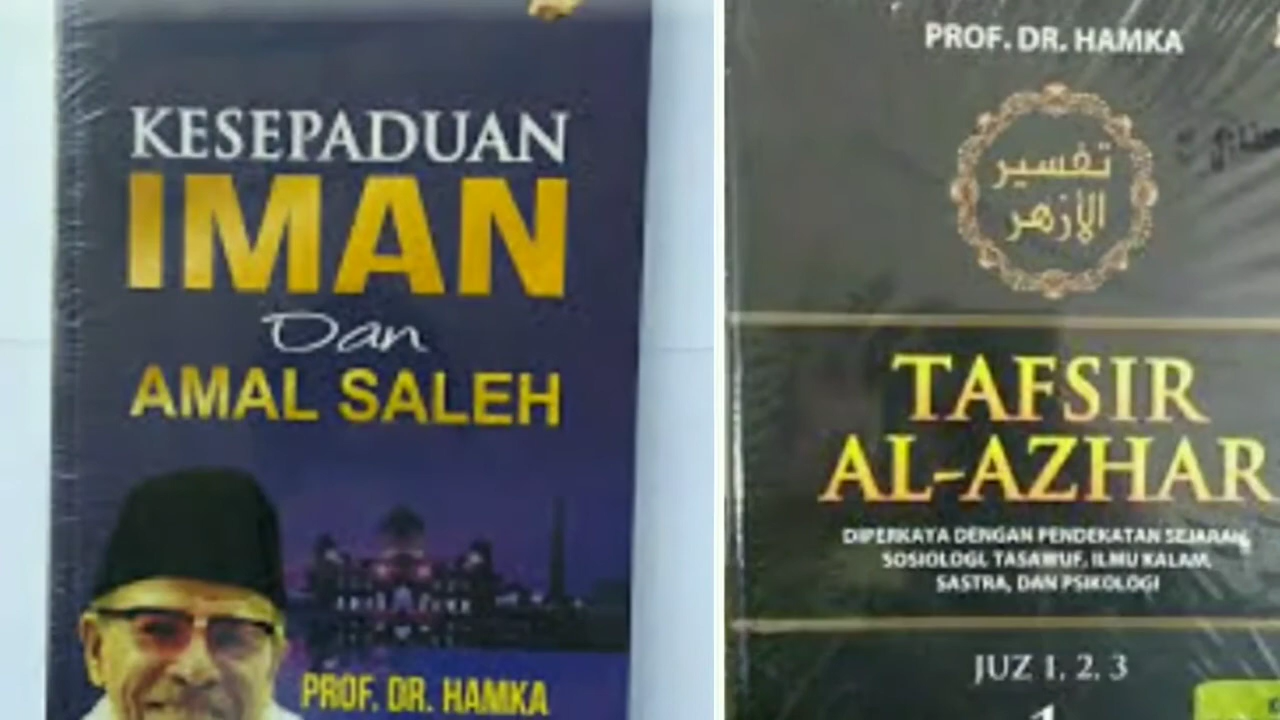 KESEPADUAN
IMAN
Dan
AMAL SALEH
PROF. DR. HAMKA
PROF. DR. HAMKA
تفسير
الأزهر
TAFSIR
AL-AZHAR
DIPERKAYA DENGAN PENDEKATAN SEJARAH,
SOSIOLOGI, TASAWUF, ILMU KALAM,
SASTRA, DAN PSIKOLOGI
JUZ 1, 2, 3
1